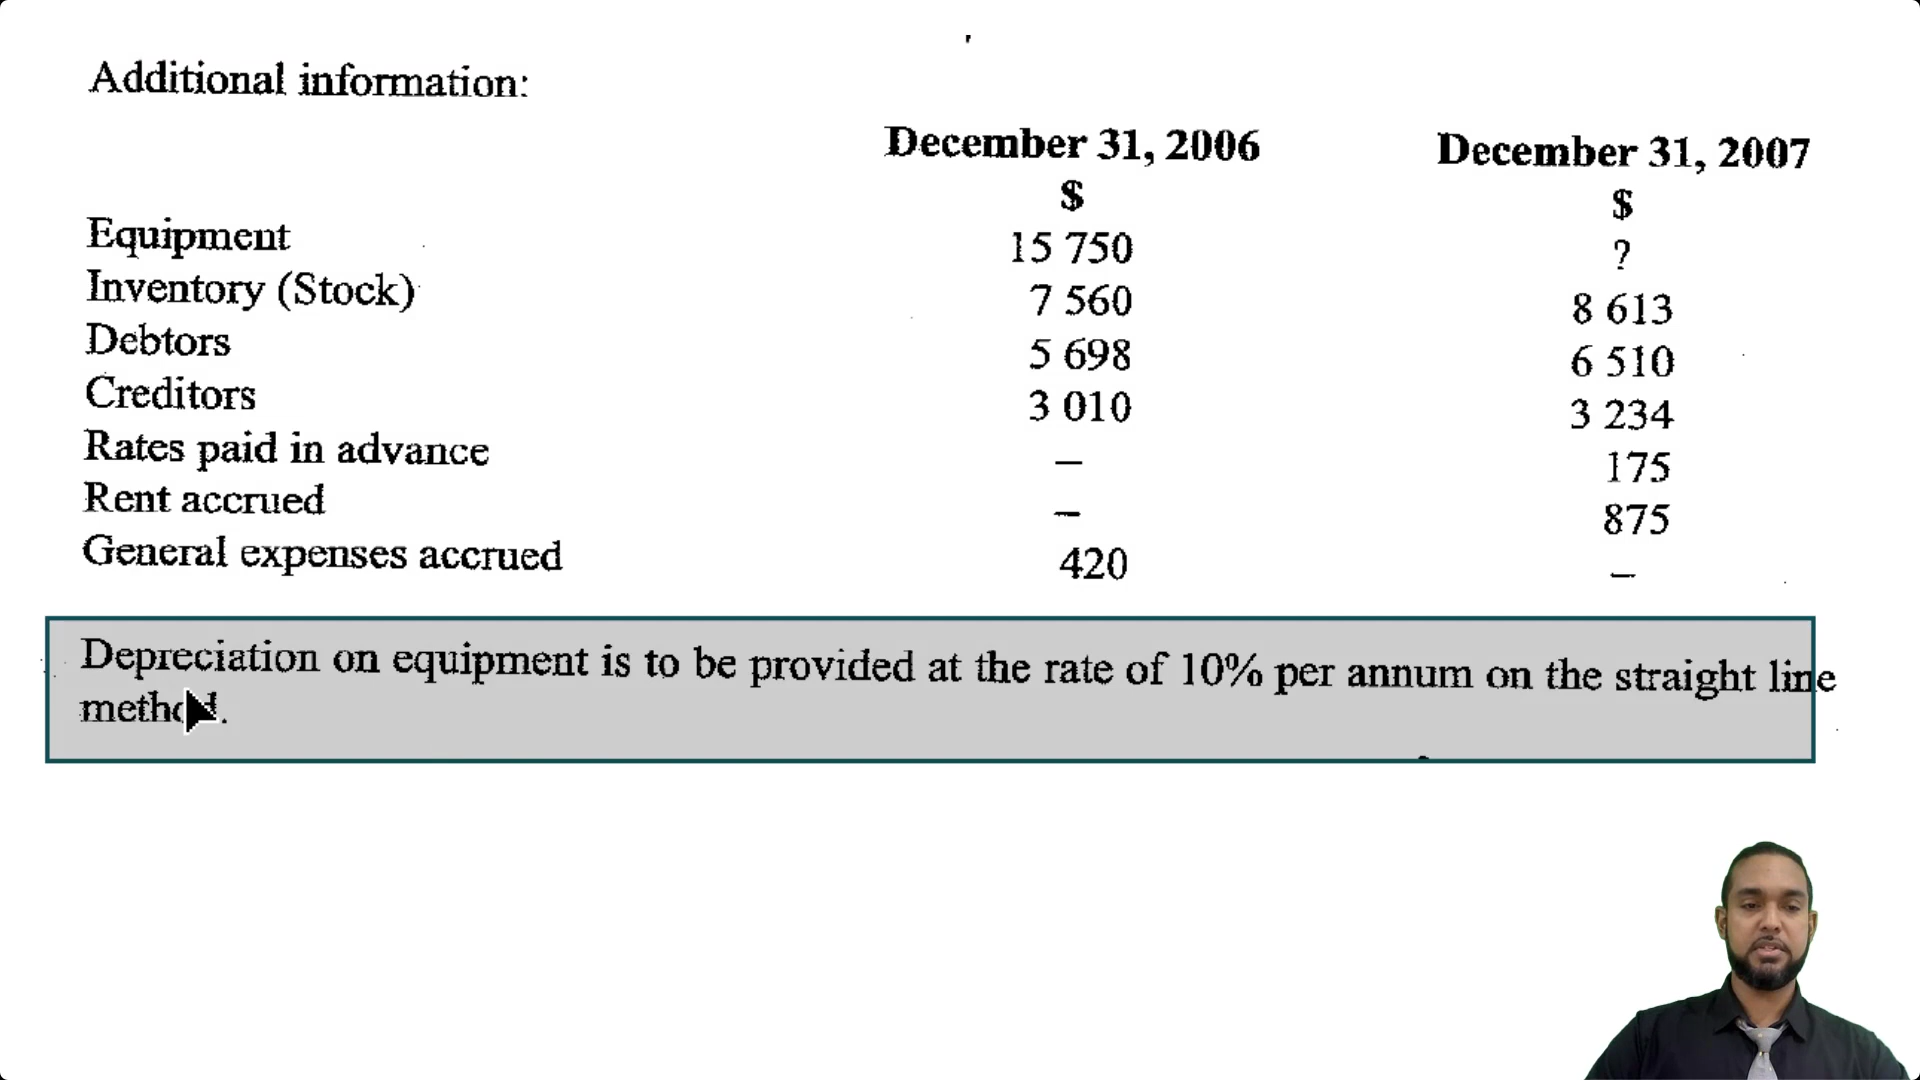 Additional information:
December 31, 2006 December 31, 2007
$ $
Equipment 15 750 ?
Inventory (Stock) 7 560 8 613
Debtors 5 698 6 510
Creditors 3 010 3 234
Rates paid in advance – 175
Rent accrued – 875
General expenses accrued 420 –
Depreciation on equipment is to be provided at the rate of 10% per annum on the straight line
method.